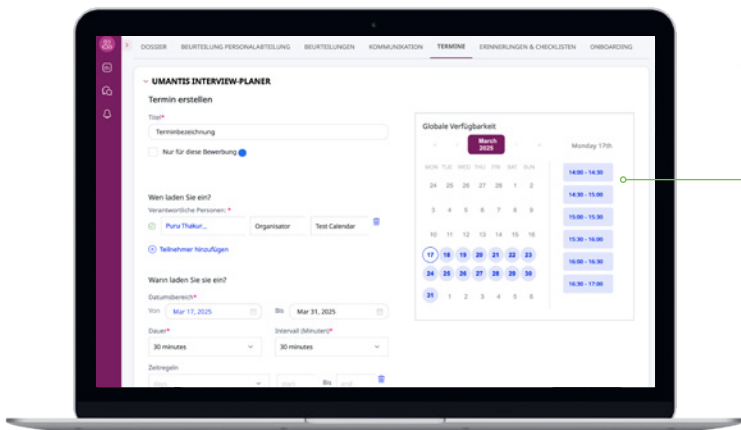 DOSSIER BEURTEILUNG PERSONALABTEILUNG BEURTEILUNGEN KOMMUNIKATION TERMINE ERINNERUNGEN & CHECKLISTEN ONBOARDING
UMANTIS INTERVIEW-PLANER
Termin erstellen
Titel*
Terminbezeichnung
Nur für diese Bewerbung
Wen laden Sie ein?
Verantwortliche Personen: *
Puru Thakur... Organisator Test Calendar
Teilnehmer hinzufügen
Wann laden Sie sie ein?
Datumsbereich*
Von Mar 17, 2025 Bis Mar 31, 2025
Dauer* Intervall (Minuten)*
30 minutes 30 minutes
Zeitregeln
Days start Bis end
Globale Verfügbarkeit
March 2025
MON TUE WED THU FRI SAT SUN
24 25 26 27 28 1 2
3 4 5 6 7 8 9
10 11 12 13 14 15 16
17 18 19 20 21 22 23
24 25 26 27 28 29 30
31 1 2 3 4 5 6
Monday 17th
14:00 - 14:30
14:30 - 15:00
15:00 - 15:30
15:30 - 16:00
16:00 - 16:30
16:30 - 17:00